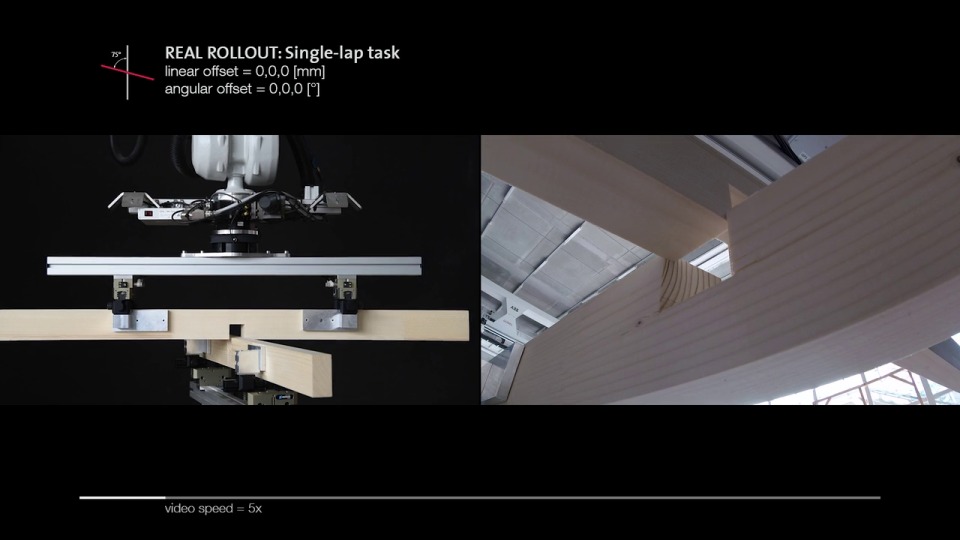 75°
REAL ROLLOUT: Single-lap task
linear offset = 0,0,0 [mm]
angular offset = 0,0,0 [°]
video speed = 5x